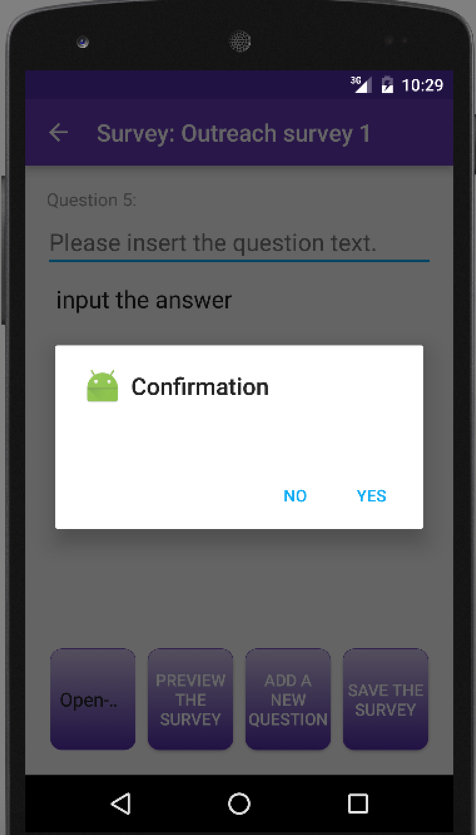 3G 10:29
Survey: Outreach survey 1
Question 5:
Please insert the question text.
input the answer
Confirmation
NO YES
Open-..
PREVIEW
THE
SURVEY
ADD A
NEW
QUESTION
SAVE THE
SURVEY